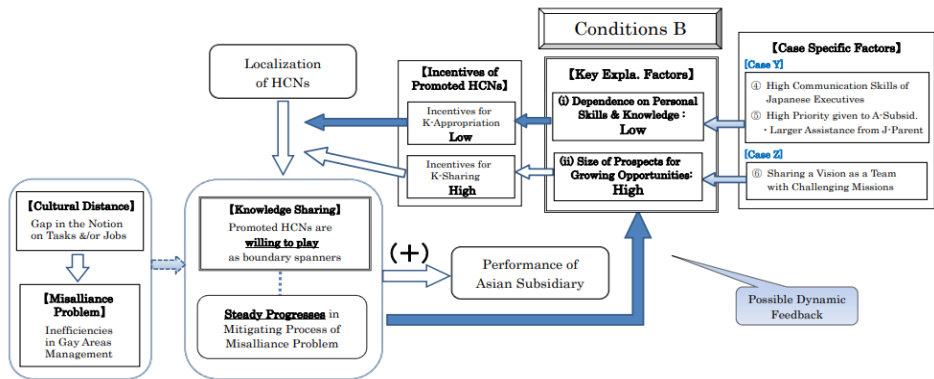 Conditions B
Localization
of HCNs
【Incentives of
Promoted HCNs】
Incentives for
K-Appropriation
Low
Incentives for
K-Sharing
High
【Key Expla. Factors】
(i) Dependence on Personal
Skills & Knowledge :
Low
(ii) Size of Prospects for
Growing Opportunities:
High
【Case Specific Factors】
[Case Y]
④ High Communication Skills of
Japanese Executives
⑤ High Priority given to A-Subsid.
・Larger Assistance from J-Parent
[Case Z]
⑥ Sharing a Vision as a Team
with Challenging Missions
【Cultural Distance】
Gap in the Notion
on Tasks &/or Jobs
【Misalliance
Problem】
Inefficiencies
in Gay Areas
Management
【Knowledge Sharing】
Promoted HCNs are
willing to play
as boundary spanners
Steady Progresses in
Mitigating Process of
Misalliance Problem
(+)
Performance of
Asian Subsidiary
Possible Dynamic
Feedback